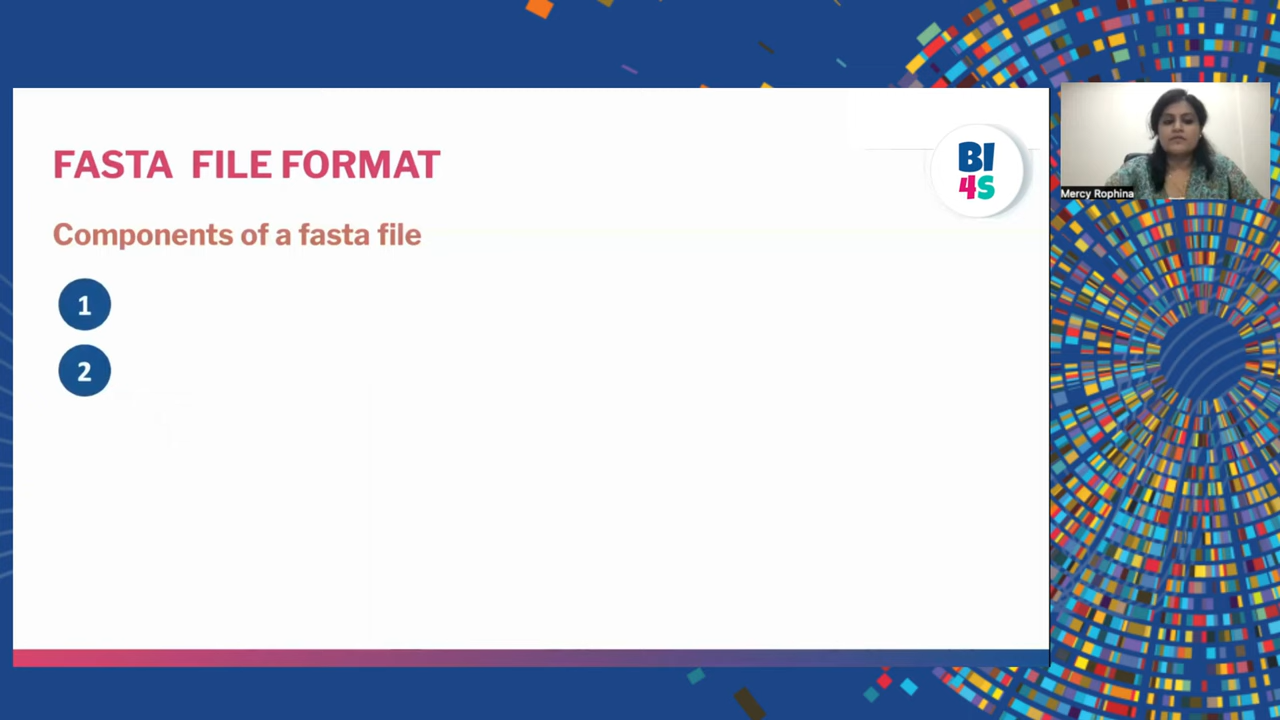 FASTA FILE FORMAT
BI
4S
Components of a fasta file
1
2
Mercy Rophina